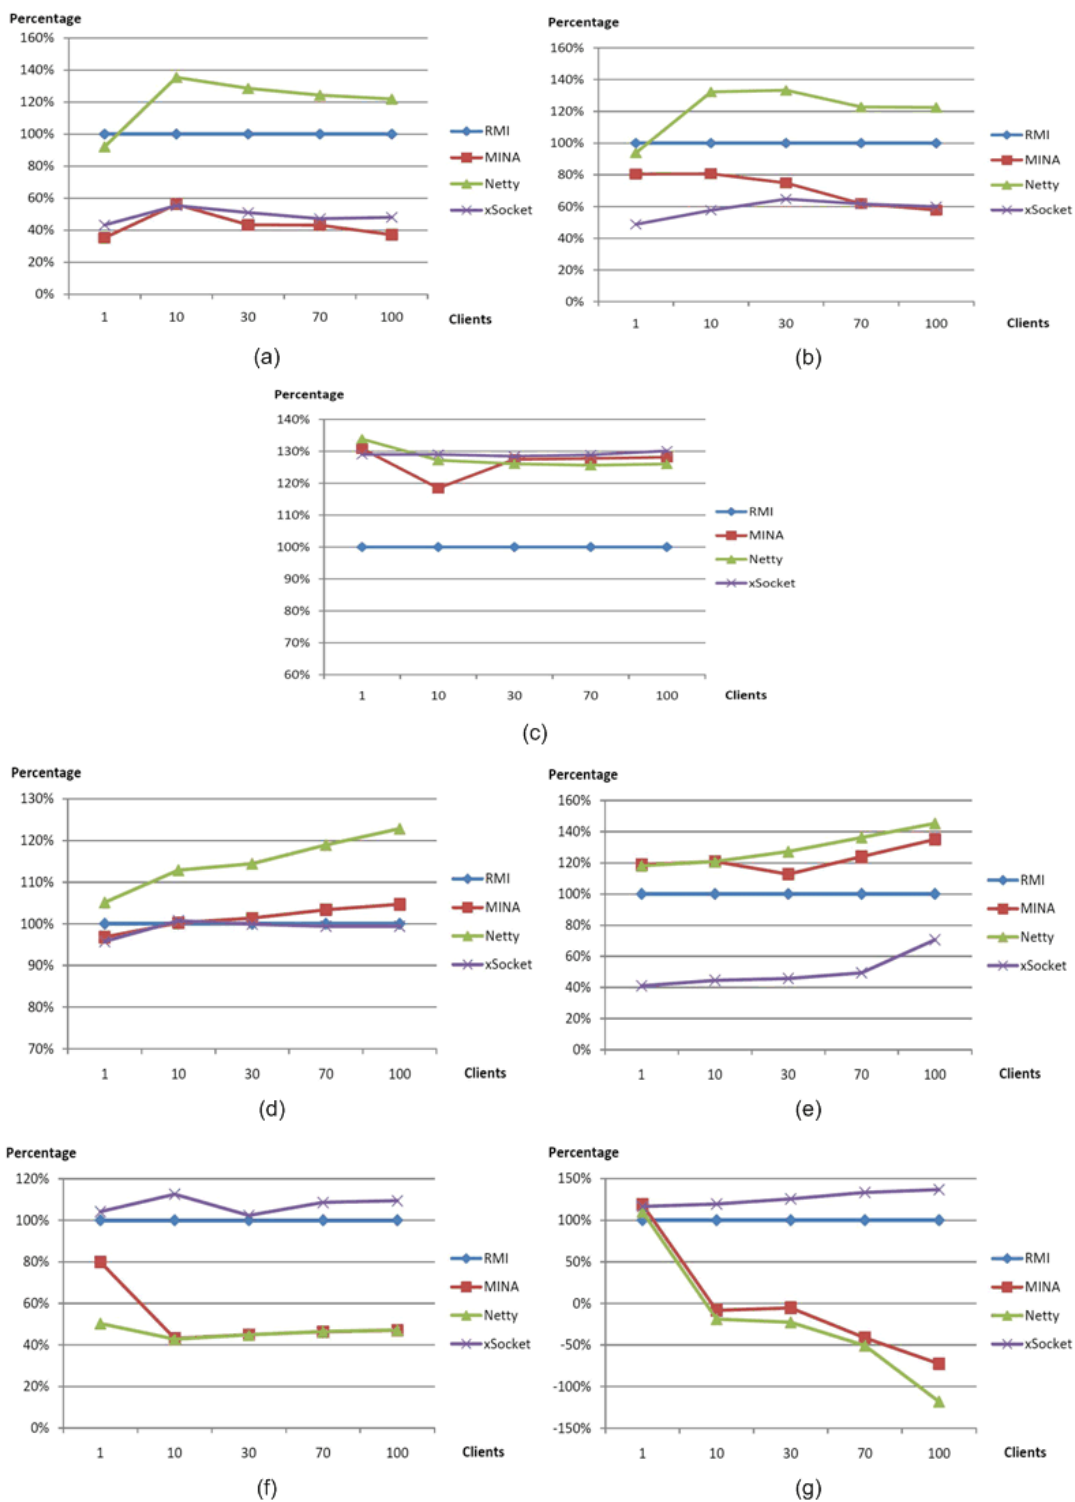 Percentage
160%
140%
120%
100%
80%
60%
40%
20%
0%
1 10 30 70 100 Clients
RMI
MINA
Netty
xSocket
(a)
Percentage
160%
140%
120%
100%
80%
60%
40%
20%
0%
1 10 30 70 100 Clients
RMI
MINA
Netty
xSocket
(b)
Percentage
140%
130%
120%
110%
100%
90%
80%
70%
60%
1 10 30 70 100 Clients
RMI
MINA
Netty
xSocket
(c)
Percentage
130%
120%
110%
100%
90%
80%
70%
1 10 30 70 100 Clients
RMI
MINA
Netty
xSocket
(d)
Percentage
160%
140%
120%
100%
80%
60%
40%
20%
0%
1 10 30 70 100 Clients
RMI
MINA
Netty
xSocket
(e)
Percentage
120%
100%
80%
60%
40%
20%
0%
1 10 30 70 100 Clients
RMI
MINA
Netty
xSocket
(f)
Percentage
150%
100%
50%
0%
-50%
-100%
-150%
1 10 30 70 100 Clients
RMI
MINA
Netty
xSocket
(g)